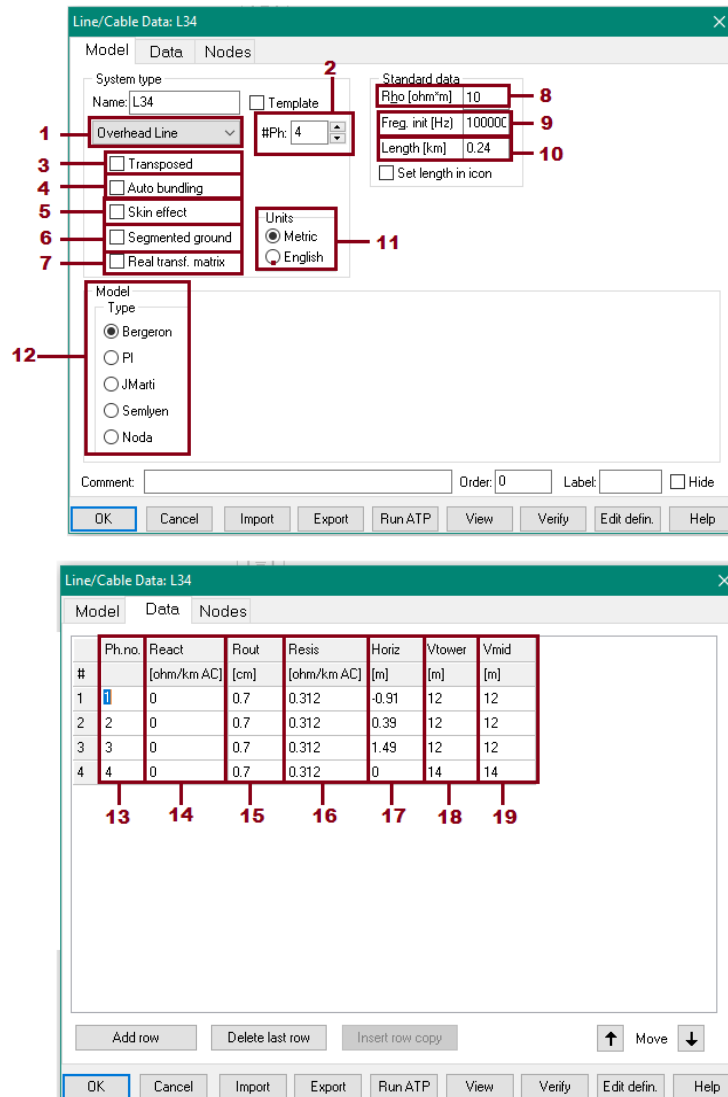 Line/Cable Data: L34
Model Data Nodes
2
System type
Standard data
Name: L34
Template
Rho [ohm*m] 10
8
1
Overhead Line
#Ph: 4
Freq. init [Hz] 10000
9
Length [km] 0.24
10
3
Transposed
Set length in icon
4
Auto bundling
5
Skin effect
Units
6
Segmented ground
Metric
11
7
Real transf. matrix
English
Model
Type
12
Bergeron
PI
JMarti
Semlyen
Noda
Comment:
Order: 0
Label:
Hide
OK Cancel Import Export Run ATP View Verify Edit defin. Help
Line/Cable Data: L34
Model Data Nodes
Ph.no. React Rout Resis Horiz Vtower Vmid
# [ohm/km AC] [cm] [ohm/km AC] [m] [m] [m]
1 1 0 0.7 0.312 -0.91 12 12
2 2 0 0.7 0.312 0.39 12 12
3 3 0 0.7 0.312 1.49 12 12
4 4 0 0.7 0.312 0 14 14
13 14 15 16 17 18 19
Add row Delete last row Insert row copy Move
OK Cancel Import Export Run ATP View Verify Edit defin. Help